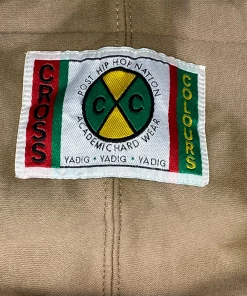 CROSS
POST HIP HOP NATION
C C
ACADEMIC HARD WEAR
YADIG • YADIG • YADIG
COLOURS